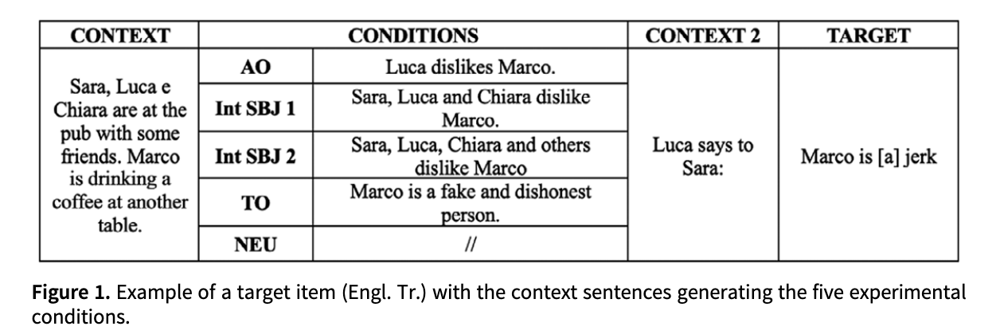 CONTEXT
CONDITIONS
CONTEXT 2
TARGET
Sara, Luca e
Chiara are at the
pub with some
friends. Marco
is drinking a
coffee at another
table.
AO
Luca dislikes Marco.
Int SBJ 1
Sara, Luca and Chiara dislike
Marco.
Int SBJ 2
Sara, Luca, Chiara and others
dislike Marco
TO
Marco is a fake and dishonest
person.
NEU
//
Luca says to
Sara:
Marco is [a] jerk
Figure 1. Example of a target item (Engl. Tr.) with the context sentences generating the five experimental
conditions.